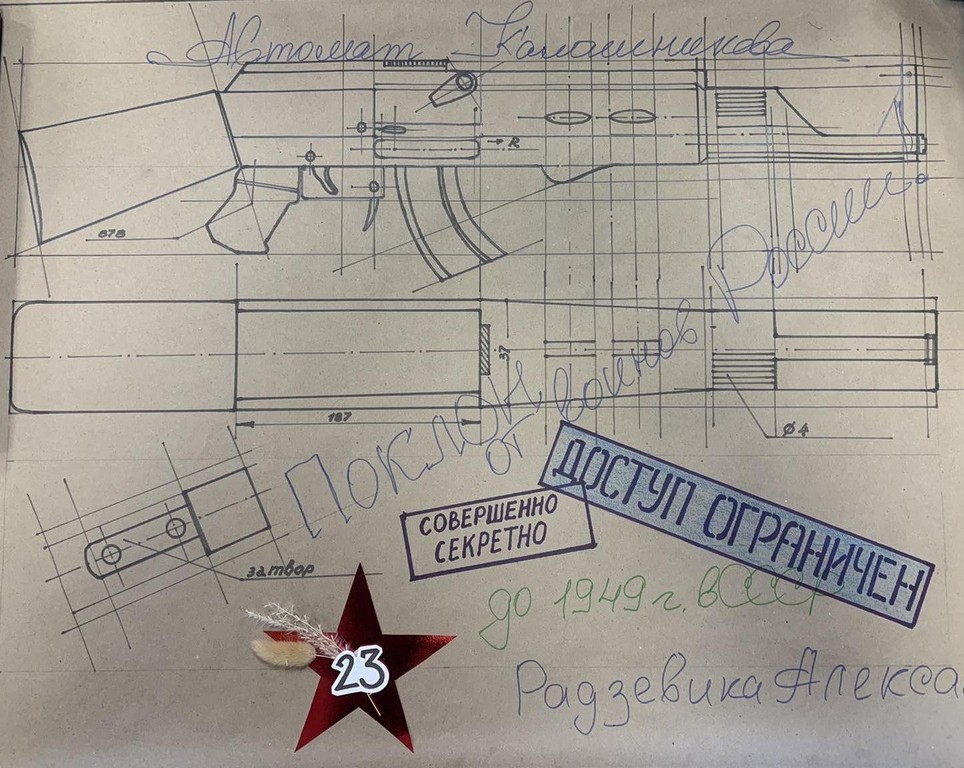 Автомат Калашникова
R
678
37
187
Ø4
Поклон
от воинов России.
затвор
СОВЕРШЕННО
СЕКРЕТНО
ДОСТУП ОГРАНИЧЕН
до 1949 г. в СССР
23
Радзевика Алекса